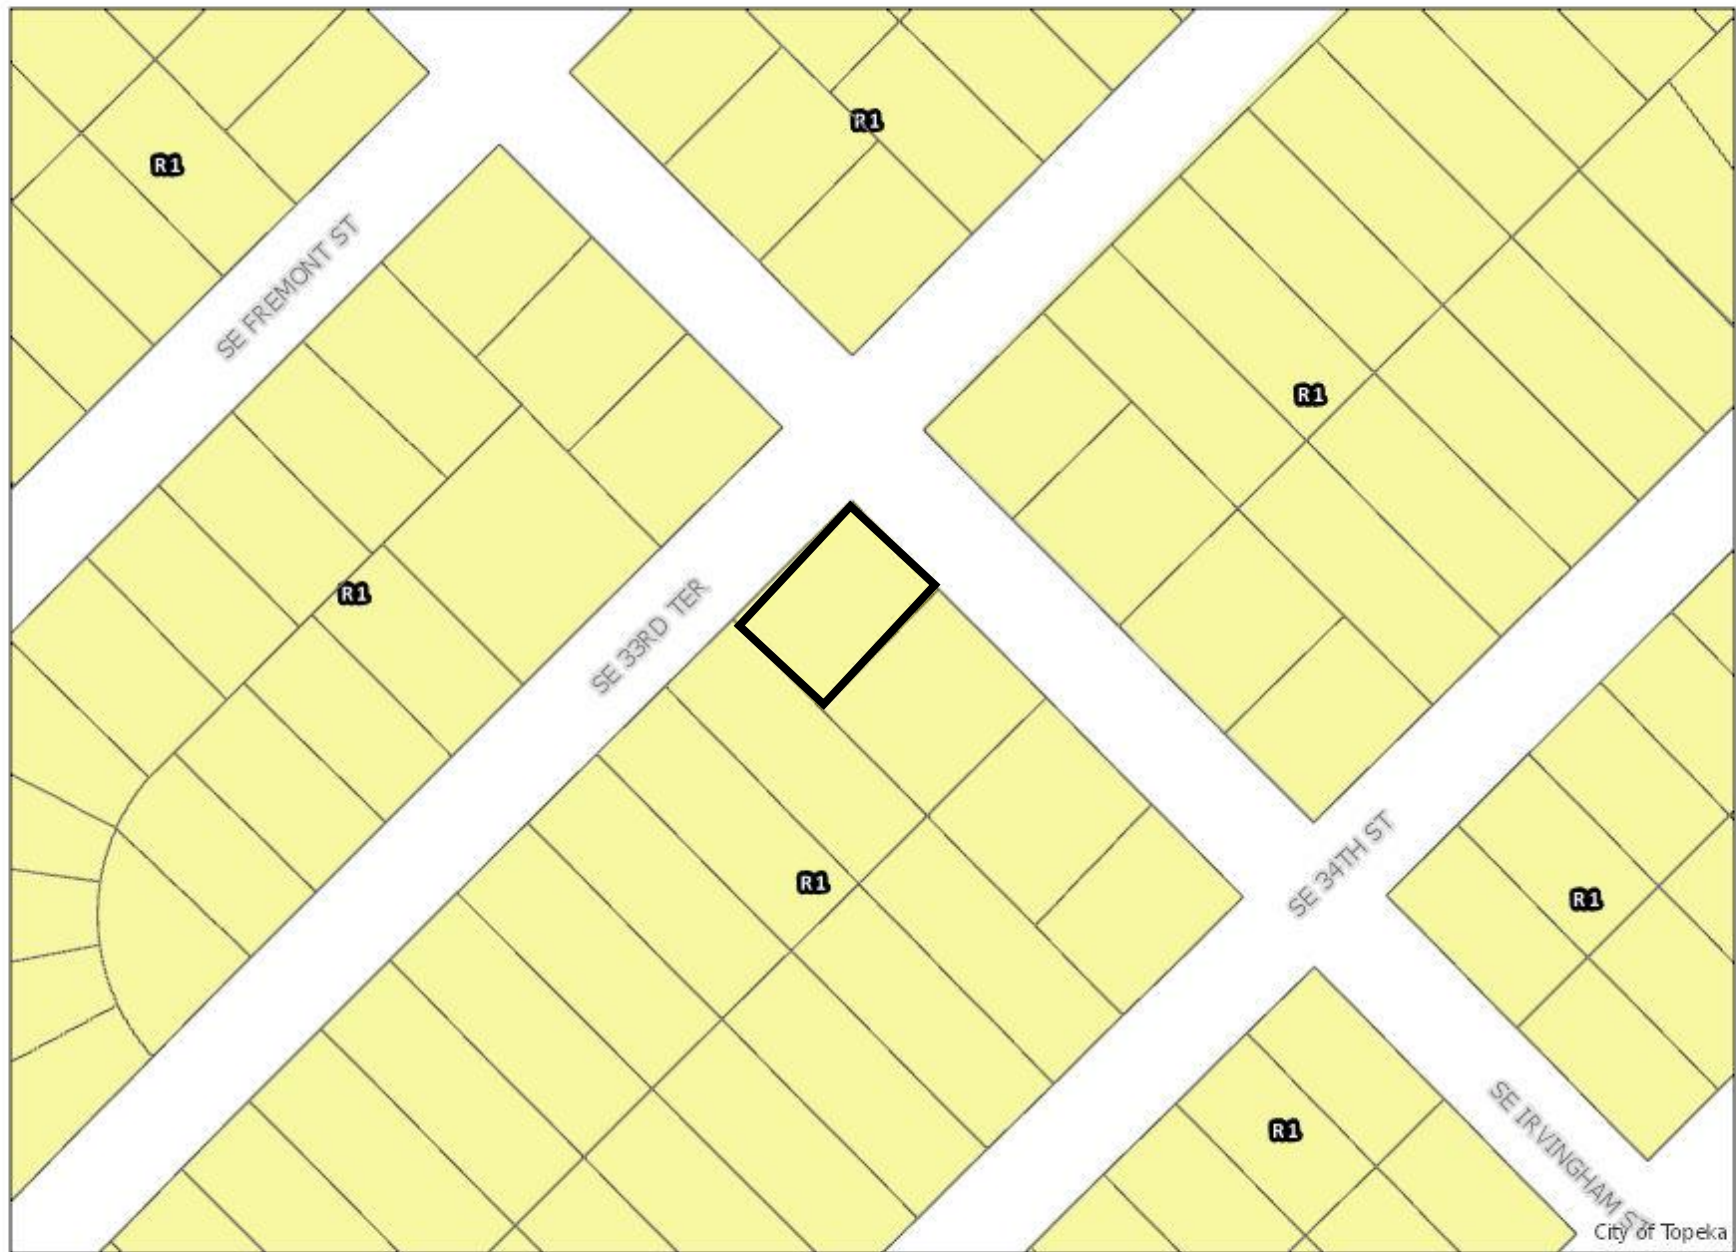 R1
R1
SE FREMONT ST
R1
R1
SE 33RD TER
R1
SE 34TH ST
R1
R1
SE IRVINGHAM ST
City of Topeka